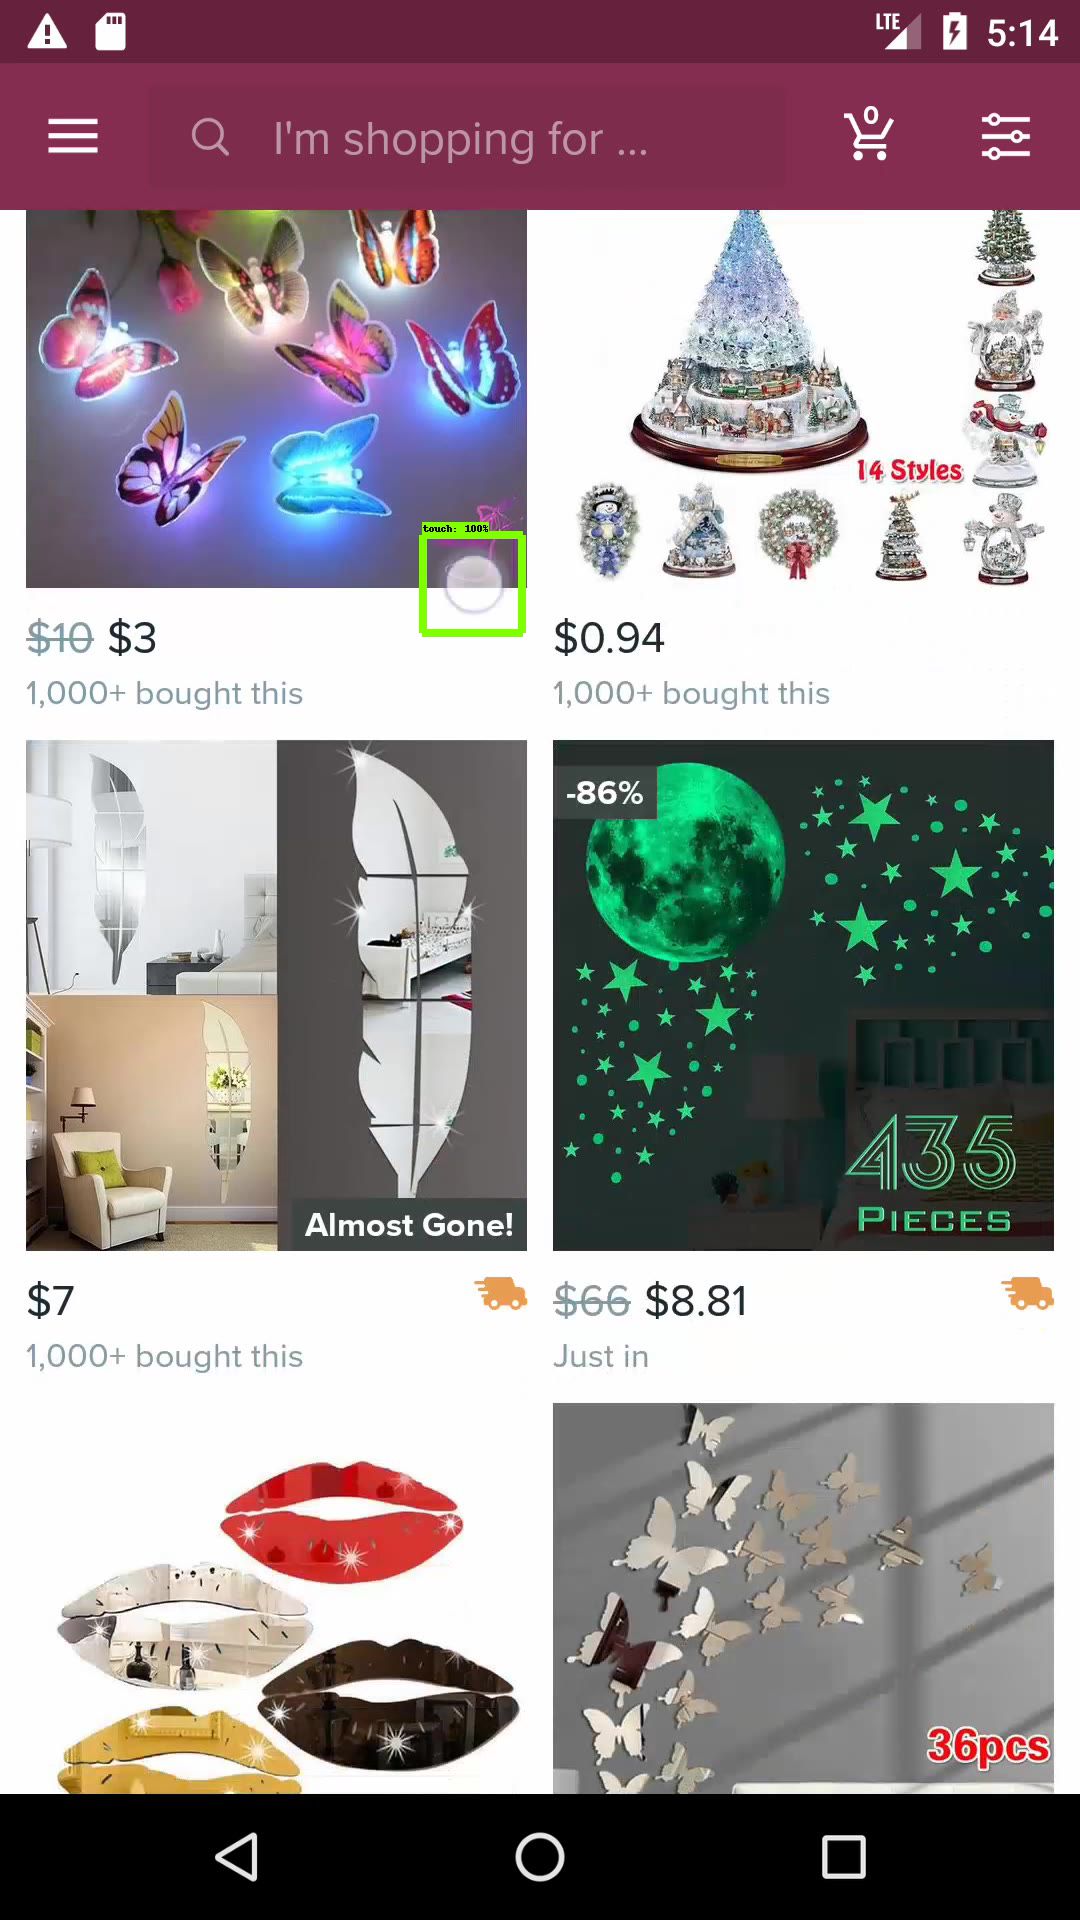 LTE 5:14
I'm shopping for ...
0
14 Styles
touch: 100%
$10 $3
1,000+ bought this
$0.94
1,000+ bought this
-86%
435
PIECES
Almost Gone!
$7
1,000+ bought this
$66 $8.81
Just in
36pcs